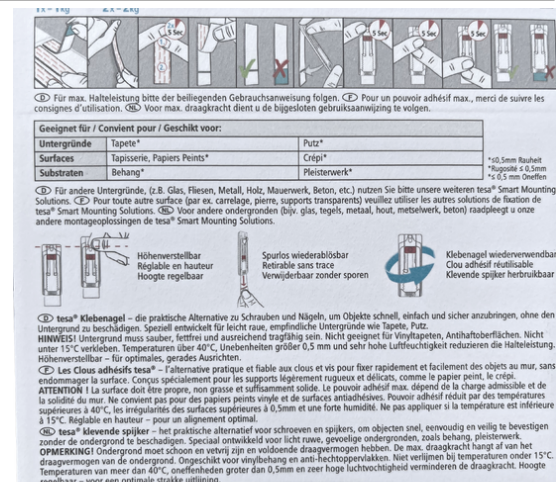 1x = 1kg 2x = 2kg
5 Sec. 5 Sec. 5 Sec. 5 Sec.
Ⓓ Für max. Halteleistung bitte der beiliegenden Gebrauchsanweisung folgen. Ⓕ Pour un pouvoir adhésif max., merci de suivre les
consignes d'utilisation. ⓃⓁ Voor max. draagkracht dient u de bijgesloten gebruiksaanwijzing te volgen.
Geeignet für / Convient pour / Geschikt voor:
Untergründe Tapete* Putz*
Surfaces Tapisserie, Papiers Peints* Crépi*
Substraten Behang* Pleisterwerk*
*≤0,5mm Rauheit
*Rugosité ≤ 0,5mm
*≤ 0,5 mm Oneffen
Ⓓ Für andere Untergründe, (z.B. Glas, Fliesen, Metall, Holz, Mauerwerk, Beton, etc.) nutzen Sie bitte unsere weiteren tesa® Smart Mounting
Solutions. Ⓕ Pour toute autre surface (par ex. carrelage, pierre, supports transparents) veuillez utiliser les autres solutions de fixation de
tesa® Smart Mounting Solutions. ⓃⓁ Voor andere ondergronden (bijv. glas, tegels, metaal, hout, metselwerk, beton) raadpleegt u onze
andere montageoplossingen de tesa® Smart Mounting Solutions.
Höhenverstellbar
Réglable en hauteur
Hoogte regelbaar
Spurlos wiederablösbar
Retirable sans trace
Verwijderbaar zonder sporen
Klebenagel wiederverwendbar
Clou adhésif réutilisable
Klevende spijker herbruikbaar
Ⓓ tesa® Klebenagel – die praktische Alternative zu Schrauben und Nägeln, um Objekte schnell, einfach und sicher anzubringen, ohne den
Untergrund zu beschädigen. Speziell entwickelt für leicht raue, empfindliche Untergründe wie Tapete, Putz.
HINWEIS! Untergrund muss sauber, fettfrei und ausreichend tragfähig sein. Nicht geeignet für Vinyltapeten, Antihaftoberflächen. Nicht
unter 15°C verkleben. Temperaturen über 40°C, Unebenheiten größer 0,5 mm und sehr hohe Luftfeuchtigkeit reduzieren die Halteleistung.
Höhenverstellbar – für optimales, gerades Ausrichten.
Ⓕ Les Clous adhésifs tesa® – l'alternative pratique et fiable aux clous et vis pour fixer rapidement et facilement des objets au mur, sans
endommager la surface. Conçus spécialement pour les supports légèrement rugueux et délicats, comme le papier peint, le crépi.
ATTENTION ! La surface doit être propre, non grasse et suffisamment solide. Le pouvoir adhésif max. dépend de la charge admissible et de
la solidité du mur. Ne convient pas pour des papiers peints vinyle et de surfaces antiadhésives. Pouvoir adhésif réduit par des températures
supérieures à 40°C, les irrégularités des surfaces supérieures à 0,5mm et une forte humidité. Ne pas appliquer si la température est inférieure
à 15°C. Réglable en hauteur – pour un alignement optimal.
ⓃⓁ tesa® klevende spijker – het praktische alternatief voor schroeven en spijkers, om objecten snel, eenvoudig en veilig te bevestigen
zonder de ondergrond te beschadigen. Speciaal ontwikkeld voor licht ruwe, gevoelige ondergronden, zoals behang, pleisterwerk.
OPMERKING! Ondergrond moet schoon en vetvrij zijn en voldoende draagvermogen hebben. De max. draagkracht hangt af van het
draagvermogen van de ondergrond. Ongeschikt voor vinylbehang en anti-hechtoppervlakken. Niet verlijmen bij temperaturen onder 15°C.
Temperaturen van meer dan 40°C, oneffenheden groter dan 0,5mm en zeer hoge luchtvochtigheid verminderen de draagkracht. Hoogte
regelbaar – voor een optimale strakke uitlijning.